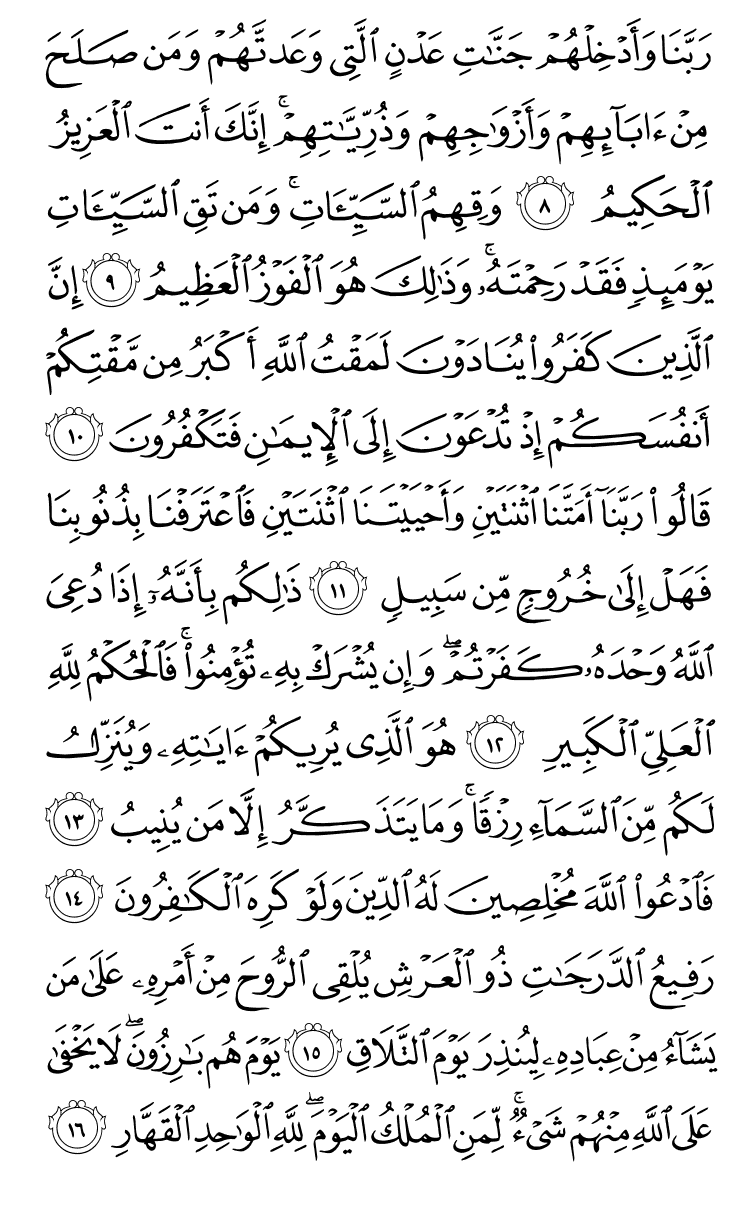 رَبَّنَا وَأَدۡخِلۡهُمۡ جَنَّٰتِ عَدۡنٍ ٱلَّتِي وَعَدتَّهُمۡ وَمَن صَلَحَ
مِنۡ ءَابَآئِهِمۡ وَأَزۡوَٰجِهِمۡ وَذُرِّيَّٰتِهِمۡۚ إِنَّكَ أَنتَ ٱلۡعَزِيزُ
ٱلۡحَكِيمُ ٨ وَقِهِمُ ٱلسَّيِّـَٔاتِۚ وَمَن تَقِ ٱلسَّيِّـَٔاتِ
يَوۡمَئِذٖ فَقَدۡ رَحِمۡتَهُۥۚ وَذَٰلِكَ هُوَ ٱلۡفَوۡزُ ٱلۡعَظِيمُ ٩ إِنَّ
ٱلَّذِينَ كَفَرُواْ يُنَادَوۡنَ لَمَقۡتُ ٱللَّهِ أَكۡبَرُ مِن مَّقۡتِكُمۡ
أَنفُسَكُمۡ إِذۡ تُدۡعَوۡنَ إِلَى ٱلۡإِيمَٰنِ فَتَكۡفُرُونَ ١٠
قَالُواْ رَبَّنَآ أَمَتَّنَا ٱثۡنَتَيۡنِ وَأَحۡيَيۡتَنَا ٱثۡنَتَيۡنِ فَٱعۡتَرَفۡنَا بِذُنُوبِنَا
فَهَلۡ إِلَىٰ خُرُوجٖ مِّن سَبِيلٖ ١١ ذَٰلِكُم بِأَنَّهُۥٓ إِذَا دُعِيَ
ٱللَّهُ وَحۡدَهُۥ كَفَرۡتُمۡ وَإِن يُشۡرَكۡ بِهِۦ تُؤۡمِنُواْۚ فَٱلۡحُكۡمُ لِلَّهِ
ٱلۡعَلِيِّ ٱلۡكَبِيرِ ١٢ هُوَ ٱلَّذِي يُرِيكُمۡ ءَايَٰتِهِۦ وَيُنَزِّلُ
لَكُم مِّنَ ٱلسَّمَآءِ رِزۡقٗاۚ وَمَا يَتَذَكَّرُ إِلَّا مَن يُنِيبُ ١٣
فَٱدۡعُواْ ٱللَّهَ مُخۡلِصِينَ لَهُ ٱلدِّينَ وَلَوۡ كَرِهَ ٱلۡكَٰفِرُونَ ١٤
رَفِيعُ ٱلدَّرَجَٰتِ ذُو ٱلۡعَرۡشِ يُلۡقِي ٱلرُّوحَ مِنۡ أَمۡرِهِۦ عَلَىٰ مَن
يَشَآءُ مِنۡ عِبَادِهِۦ لِيُنذِرَ يَوۡمَ ٱلتَّلَاقِ ١٥ يَوۡمَ هُم بَٰرِزُونَۖ لَا يَخۡفَىٰ
عَلَى ٱللَّهِ مِنۡهُمۡ شَيۡءٞۚ لِّمَنِ ٱلۡمُلۡكُ ٱلۡيَوۡمَۖ لِلَّهِ ٱلۡوَٰحِدِ ٱلۡقَهَّارِ ١٦